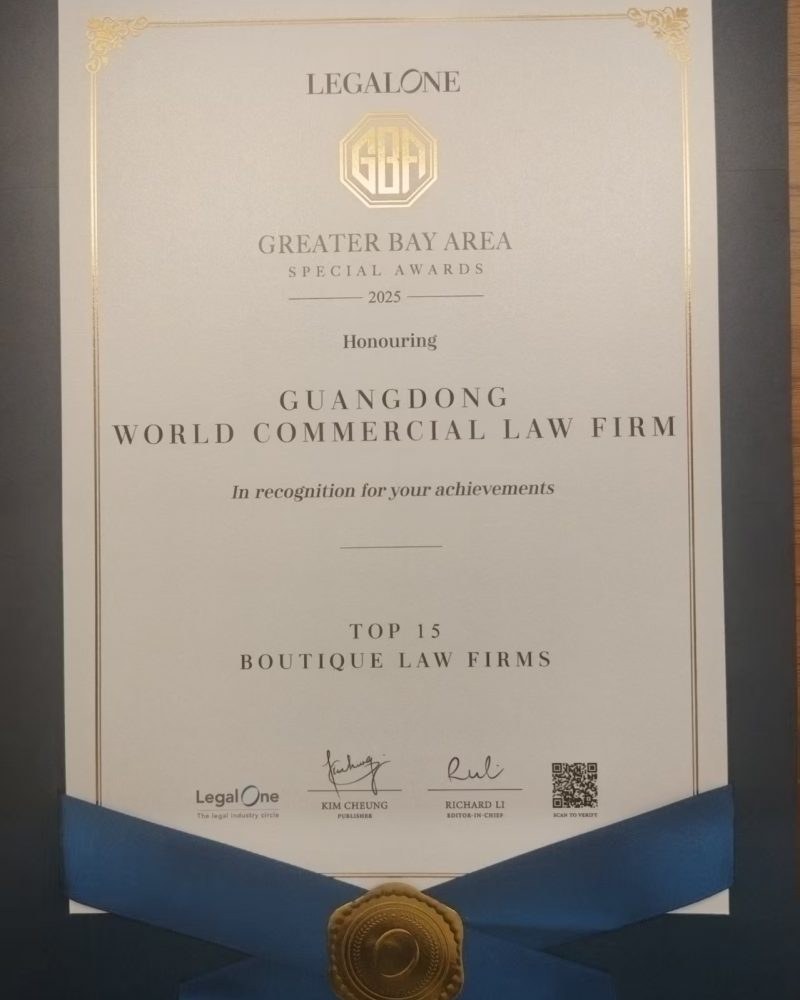 LEGALONE
GBA
GREATER BAY AREA
SPECIAL AWARDS
2025
Honouring
GUANGDONG
WORLD COMMERCIAL LAW FIRM
In recognition for your achievements
TOP 15
BOUTIQUE LAW FIRMS
LegalOne
The legal industry circle
KIM CHEUNG
PUBLISHER
RICHARD LI
EDITOR-IN-CHIEF
SCAN TO VERIFY